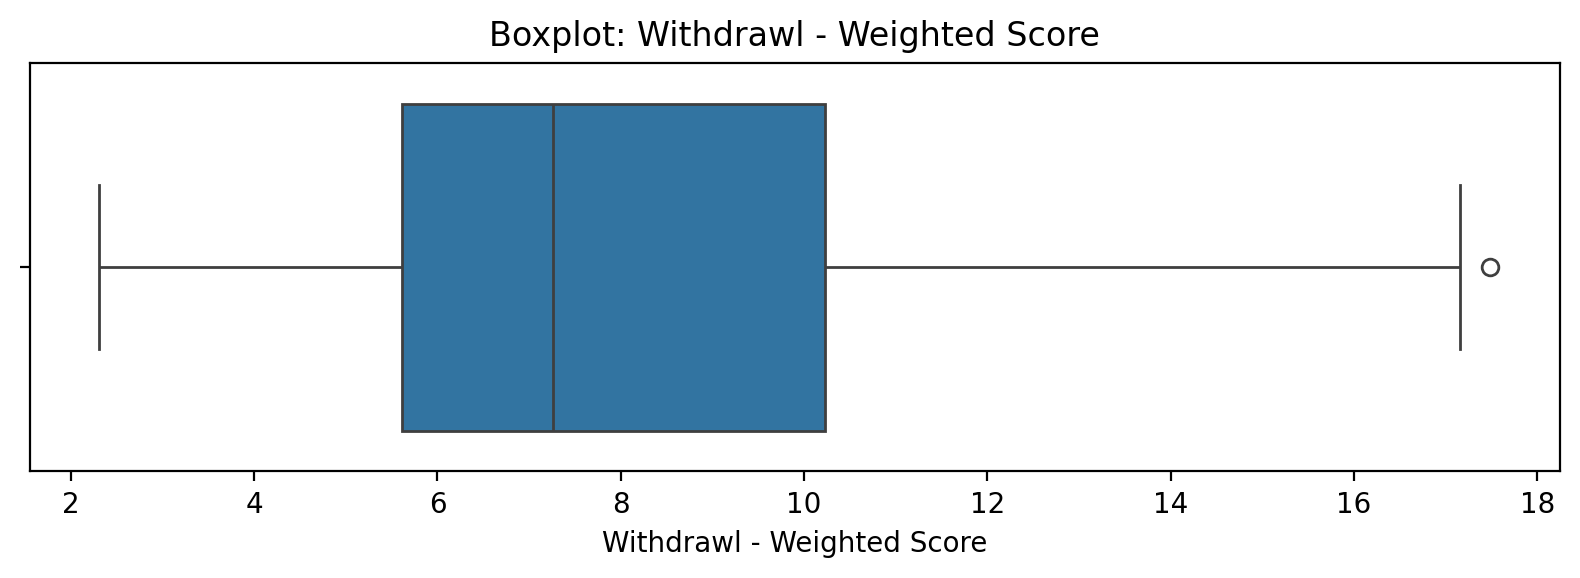 Boxplot: Withdrawl - Weighted Score
2 4 6 8 10 12 14 16 18
Withdrawl - Weighted Score